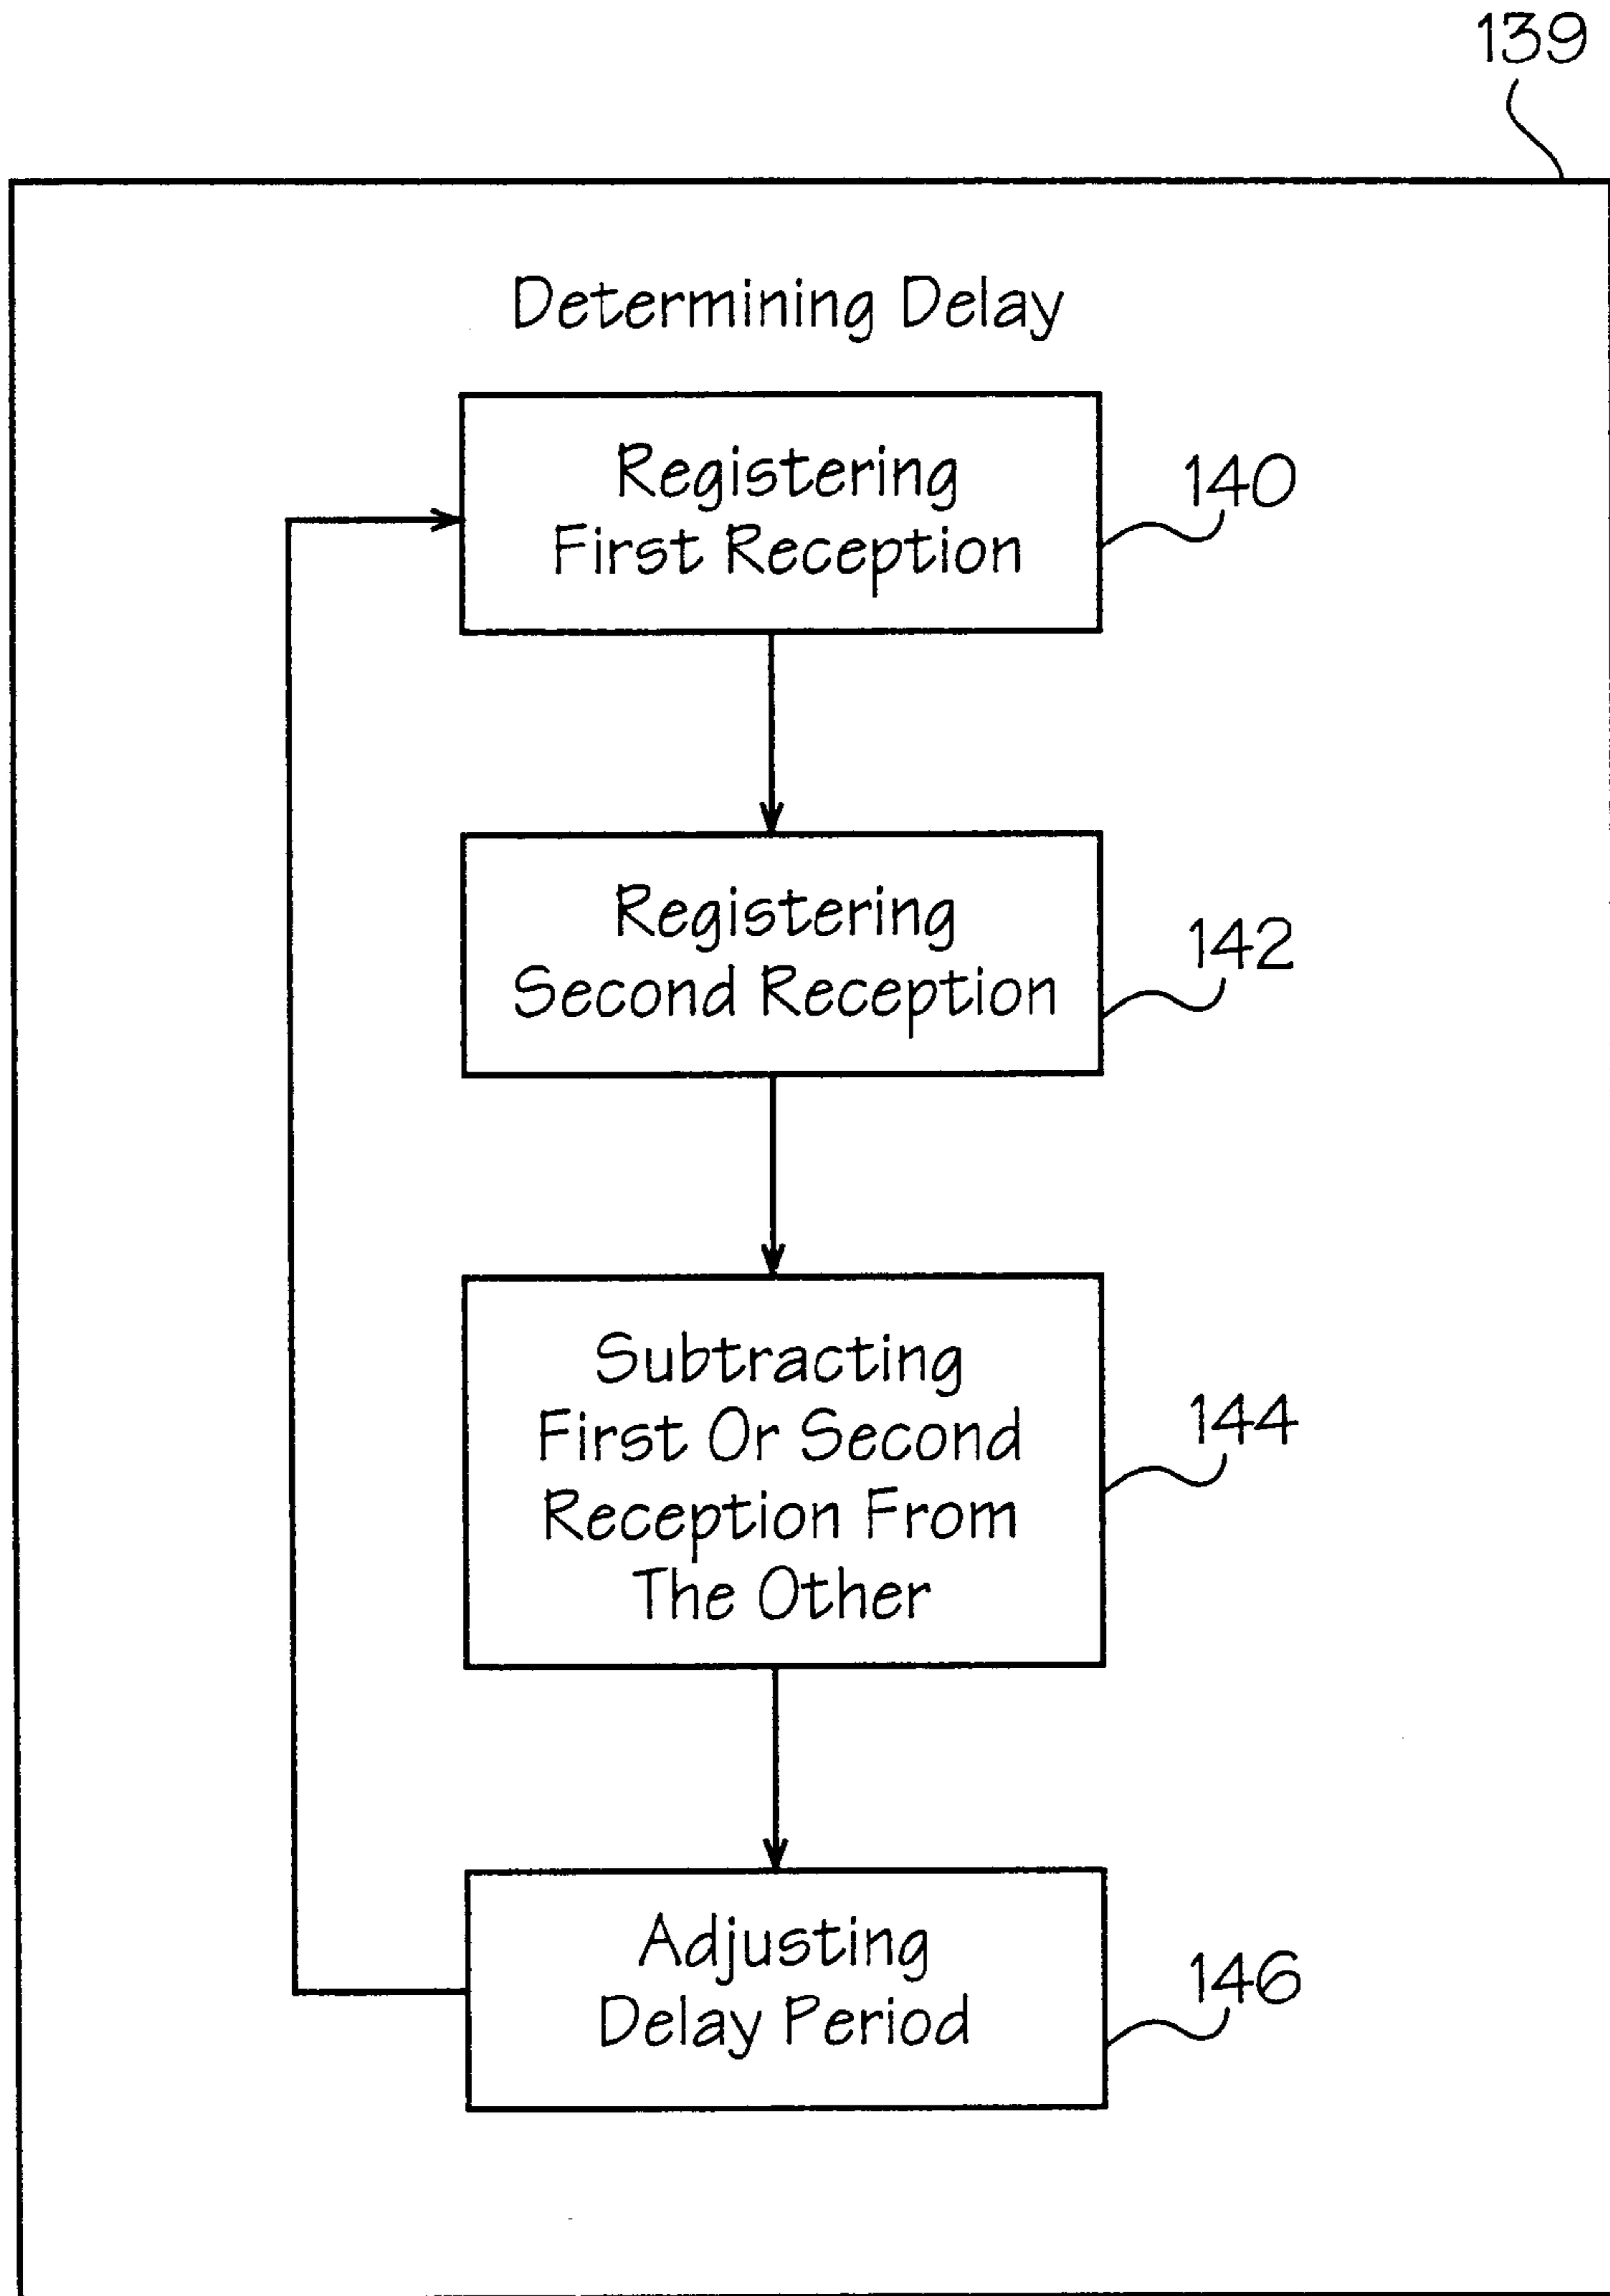 139
Determining Delay
Registering
First Reception
140
Registering
Second Reception
142
Subtracting
First Or Second
Reception From
The Other
144
Adjusting
Delay Period
146